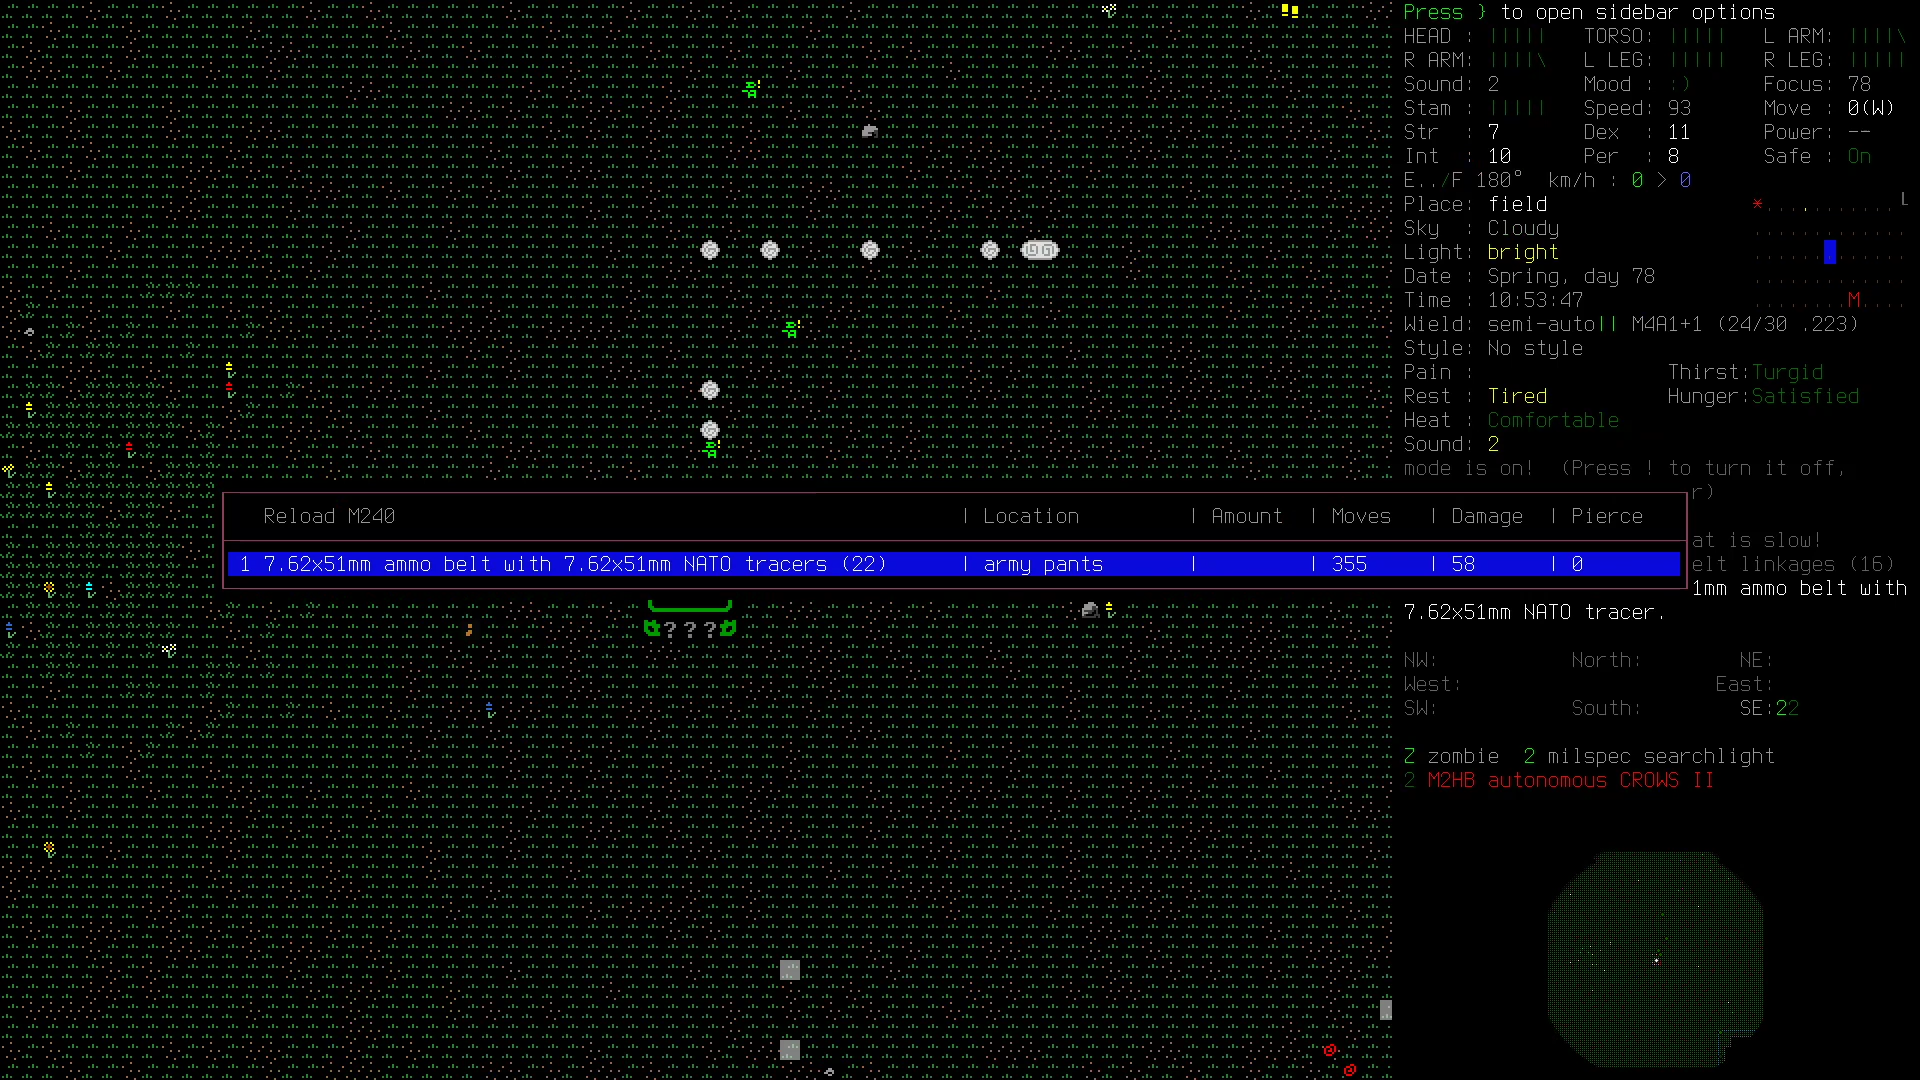 Press } to open sidebar options
HEAD : ||||| TORSO: ||||| L ARM: ||||\
R ARM: ||||\ L LEG: ||||| R LEG: |||||
Sound: 2 Mood : :) Focus: 78
Stam : ||||| Speed: 93 Move : 0(W)
Str : 7 Dex : 11 Power: --
Int : 10 Per : 8 Safe : On
E../F 180° km/h : 0 > 0
Place: field
Sky : Cloudy
Light: bright
Date : Spring, day 78
Time : 10:53:47
Wield: semi-auto|| M4A1+1 (24/30 .223)
Style: No style
Pain : Thirst:Turgid
Rest : Tired Hunger:Satisfied
Heat : Comfortable
Sound: 2
mode is on! (Press ! to turn it off,
r)
Reload M240 | Location | Amount | Moves | Damage | Pierce
at is slow!
1 7.62x51mm ammo belt with 7.62x51mm NATO tracers (22) | army pants | | 355 | 58 | 0
elt linkages (16)
1mm ammo belt with
7.62x51mm NATO tracer.
???
NW: North: NE:
West: East:
SW: South: SE:22
Z zombie 2 milspec searchlight
2 M2HB autonomous CROWS II